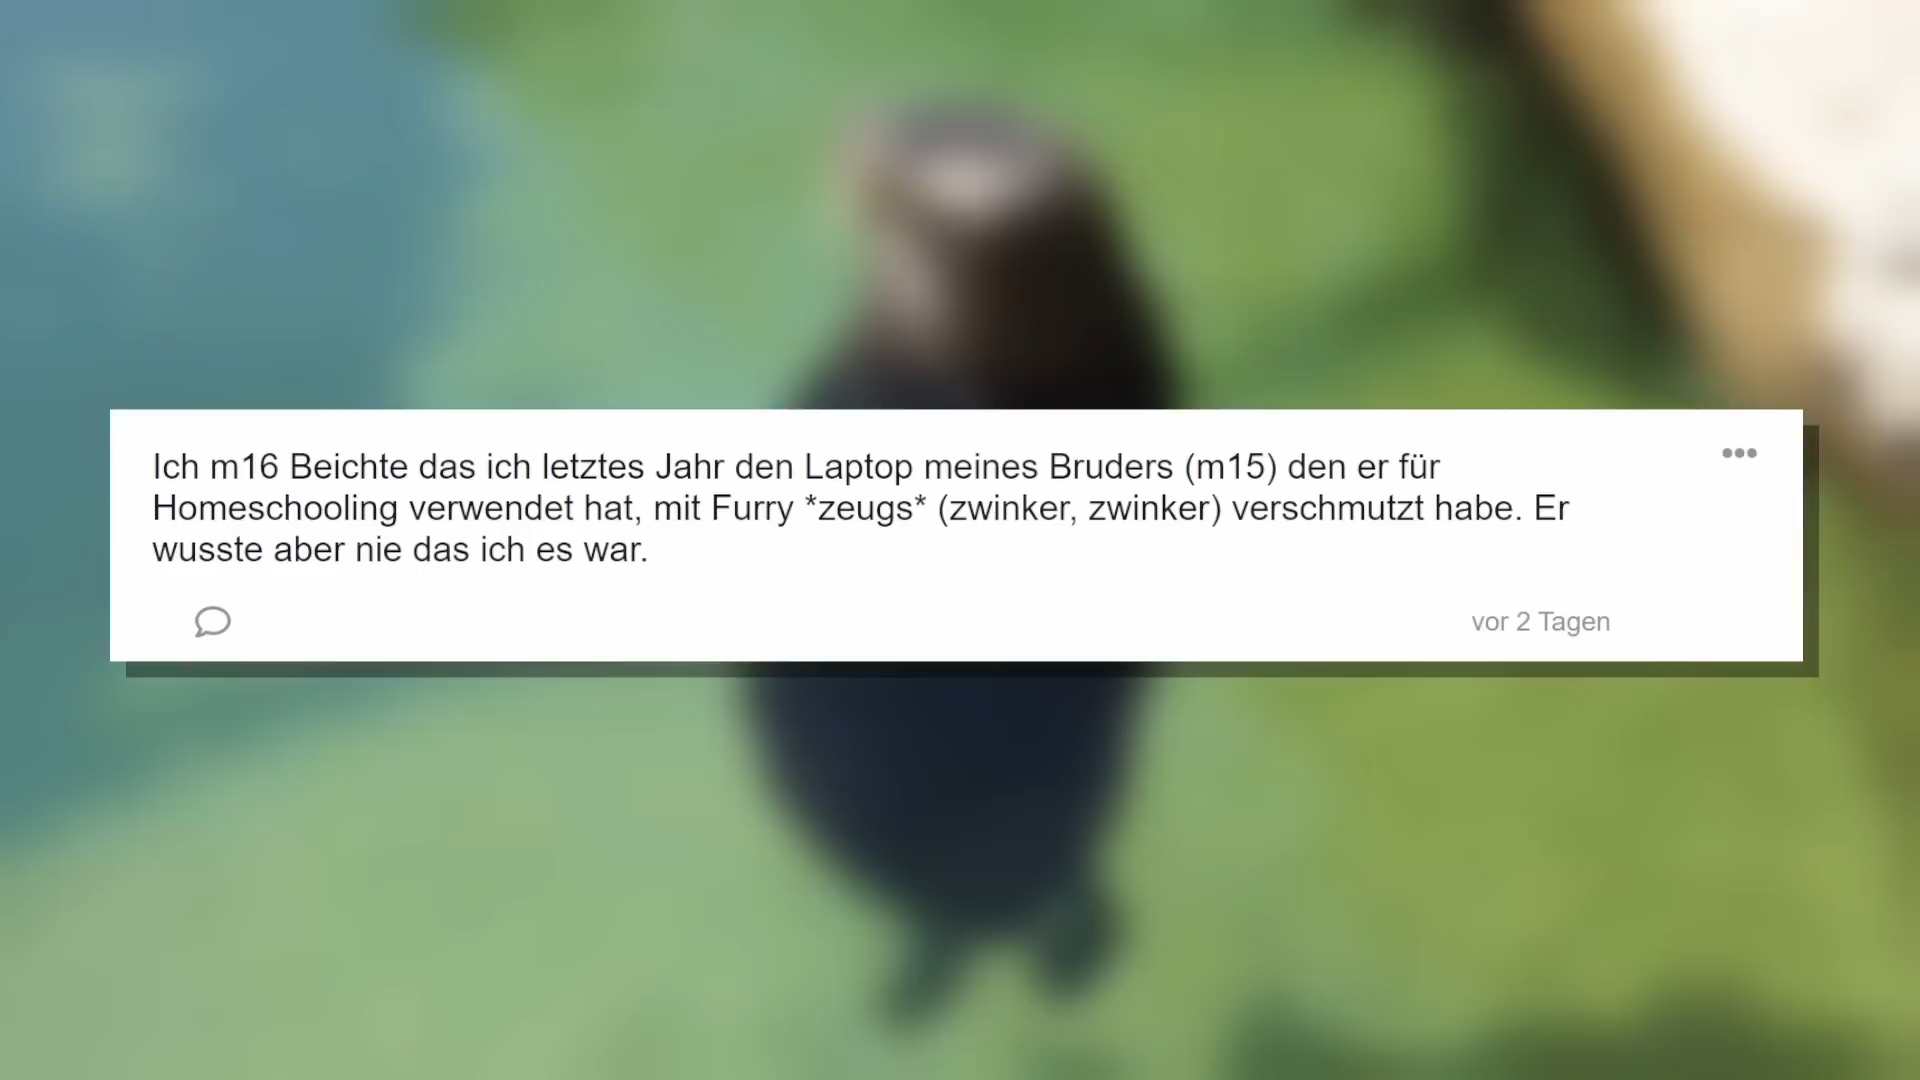 Ich m16 Beichte das ich letztes Jahr den Laptop meines Bruders (m15) den er für
Homeschooling verwendet hat, mit Furry *zeugs* (zwinker, zwinker) verschmutzt habe. Er
wusste aber nie das ich es war.
vor 2 Tagen